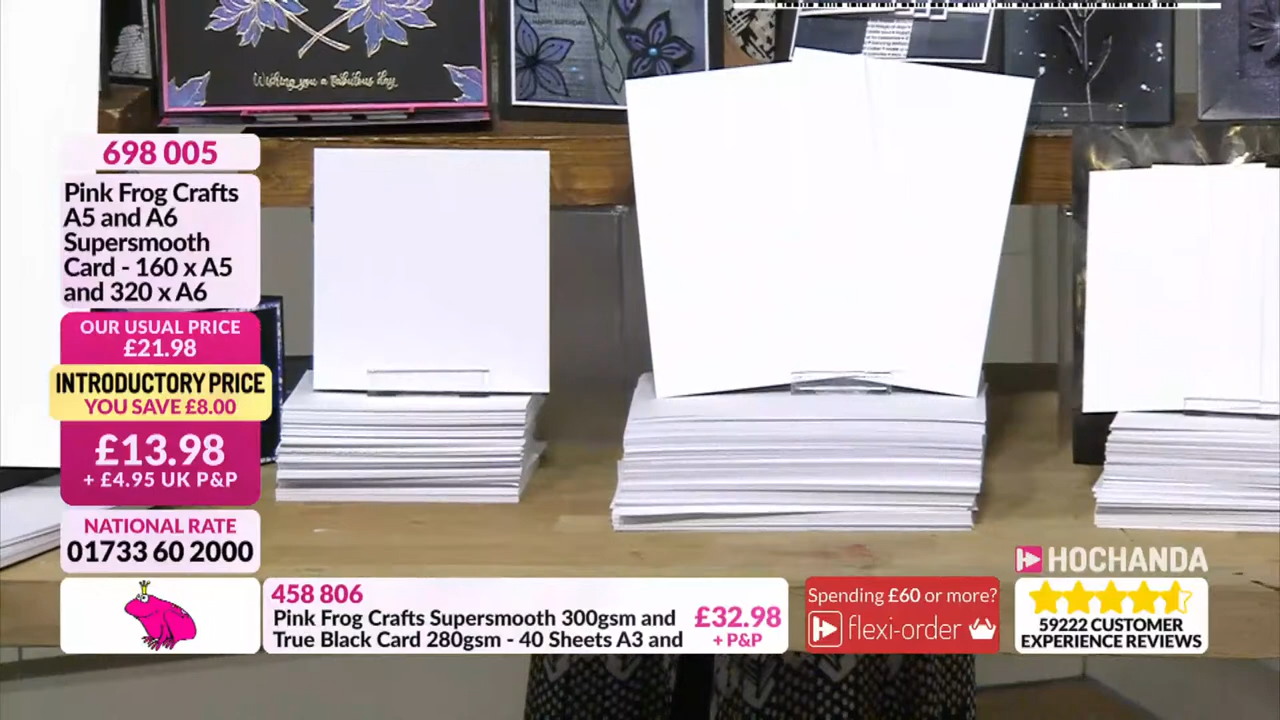 Wishing you a fabulous day
HAPPY BIRTHDAY
698 005
Pink Frog Crafts
A5 and A6
Supersmooth
Card - 160 x A5
and 320 x A6
OUR USUAL PRICE
£21.98
INTRODUCTORY PRICE
YOU SAVE £8.00
£13.98
+ £4.95 UK P&P
NATIONAL RATE
01733 60 2000
458 806
Pink Frog Crafts Supersmooth 300gsm and
True Black Card 280gsm - 40 Sheets A3 and
£32.98
+ P&P
Spending £60 or more?
flexi-order
HOCHANDA
59222 CUSTOMER
EXPERIENCE REVIEWS